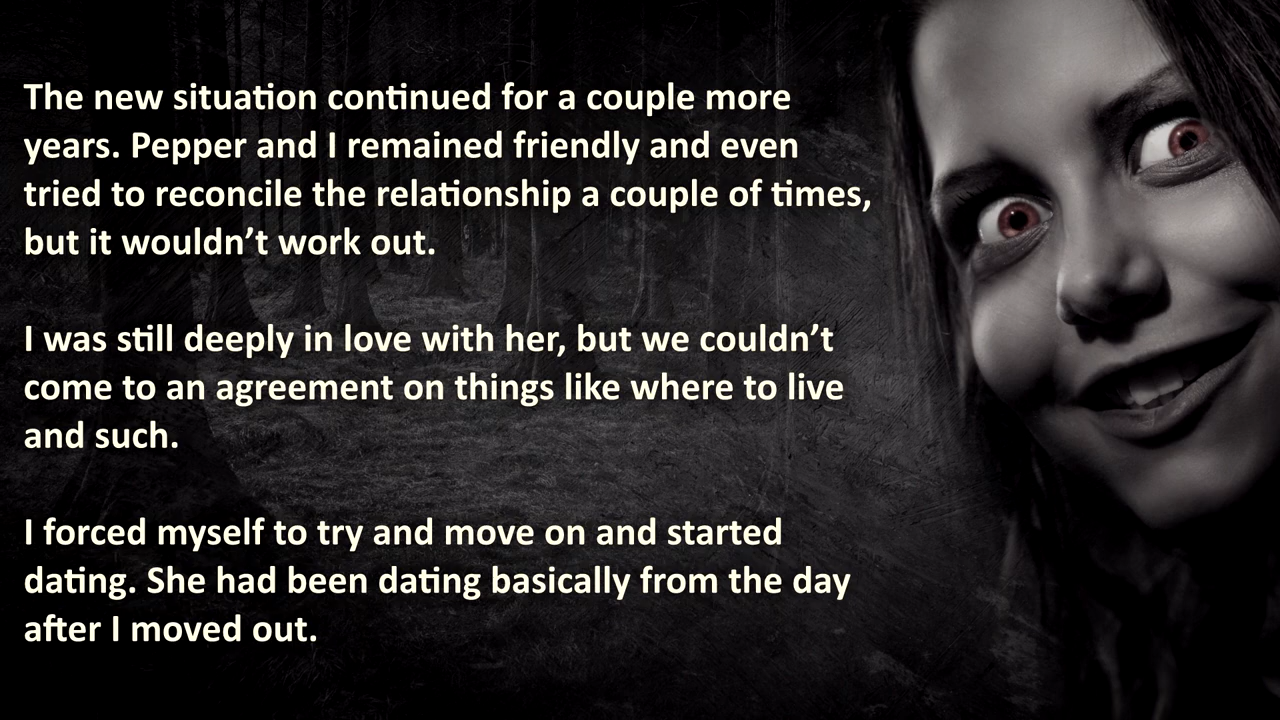 The new situation continued for a couple more
years. Pepper and I remained friendly and even
tried to reconcile the relationship a couple of times,
but it wouldn’t work out.
I was still deeply in love with her, but we couldn’t
come to an agreement on things like where to live
and such.
I forced myself to try and move on and started
dating. She had been dating basically from the day
after I moved out.